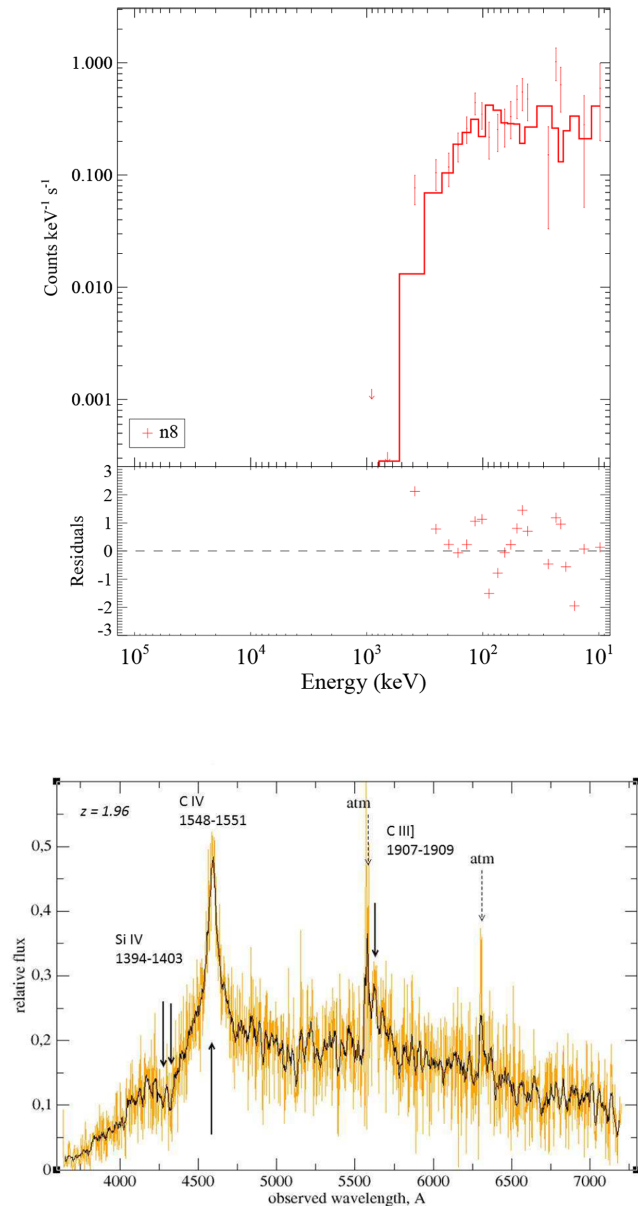 1.000
0.100
0.010
0.001
Counts keV⁻¹ s⁻¹
n8
3
2
1
0
-1
-2
-3
Residuals
10⁵ 10⁴ 10³ 10² 10¹
Energy (keV)
z = 1.96
C IV
1548-1551
atm
C III]
1907-1909
atm
Si IV
1394-1403
0,5
0,4
0,3
0,2
0,1
0
relative flux
4000 4500 5000 5500 6000 6500 7000
observed wavelength, A